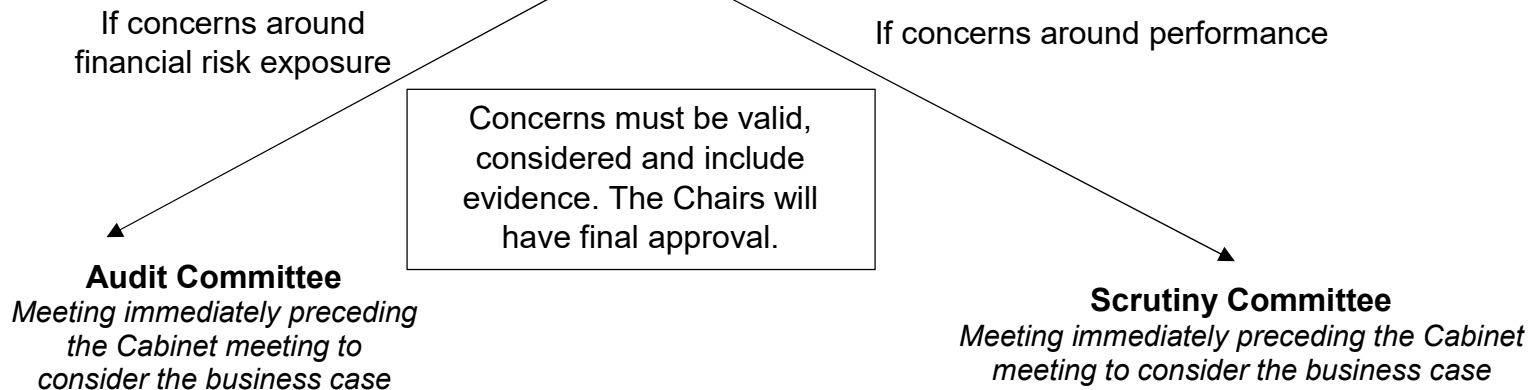 If concerns around
financial risk exposure
If concerns around performance
Concerns must be valid,
considered and include
evidence. The Chairs will
have final approval.
Audit Committee
Meeting immediately preceding
the Cabinet meeting to
consider the business case
Scrutiny Committee
Meeting immediately preceding the Cabinet
meeting to consider the business case